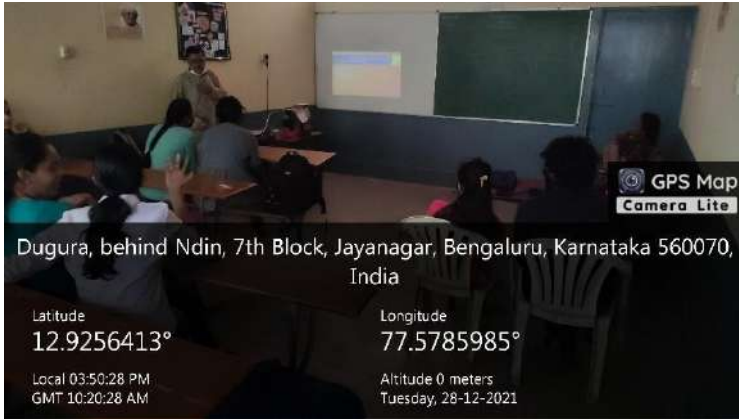 GPS Map
Camera Lite
Dugura, behind Ndin, 7th Block, Jayanagar, Bengaluru, Karnataka 560070,
India
Latitude
12.9256413°
Longitude
77.5785985°
Local 03:50:28 PM
GMT 10:20:28 AM
Altitude 0 meters
Tuesday, 28-12-2021